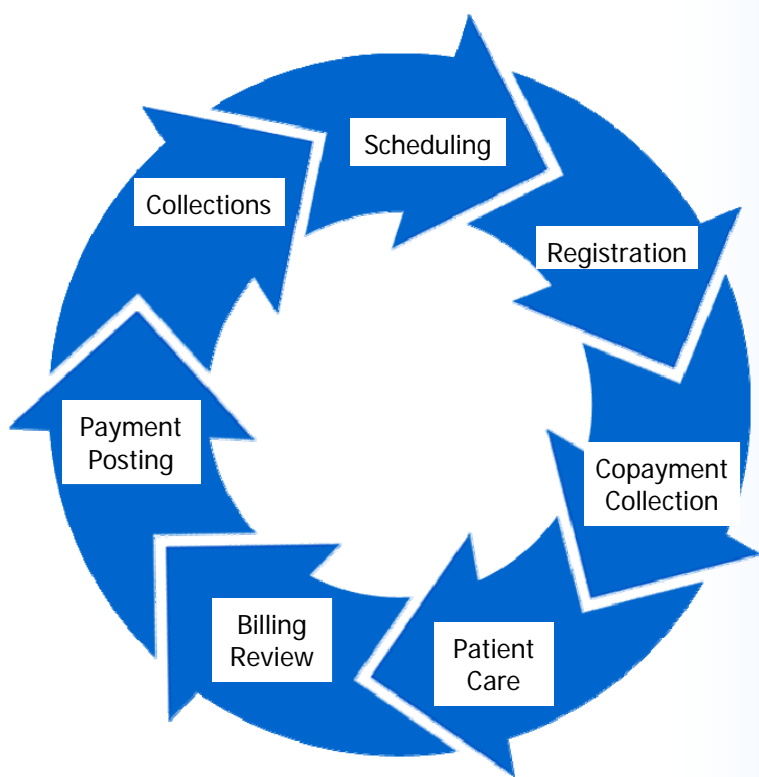 Scheduling
Registration
Copayment
Collection
Patient
Care
Billing
Review
Payment
Posting
Collections